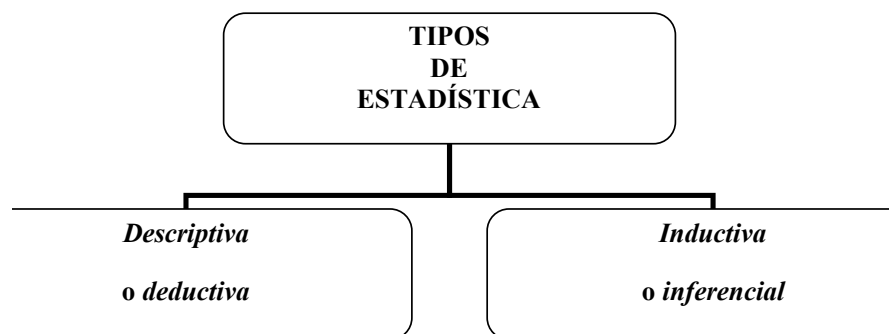 TIPOS
DE
ESTADÍSTICA
Descriptiva
o deductiva
Inductiva
o inferencial